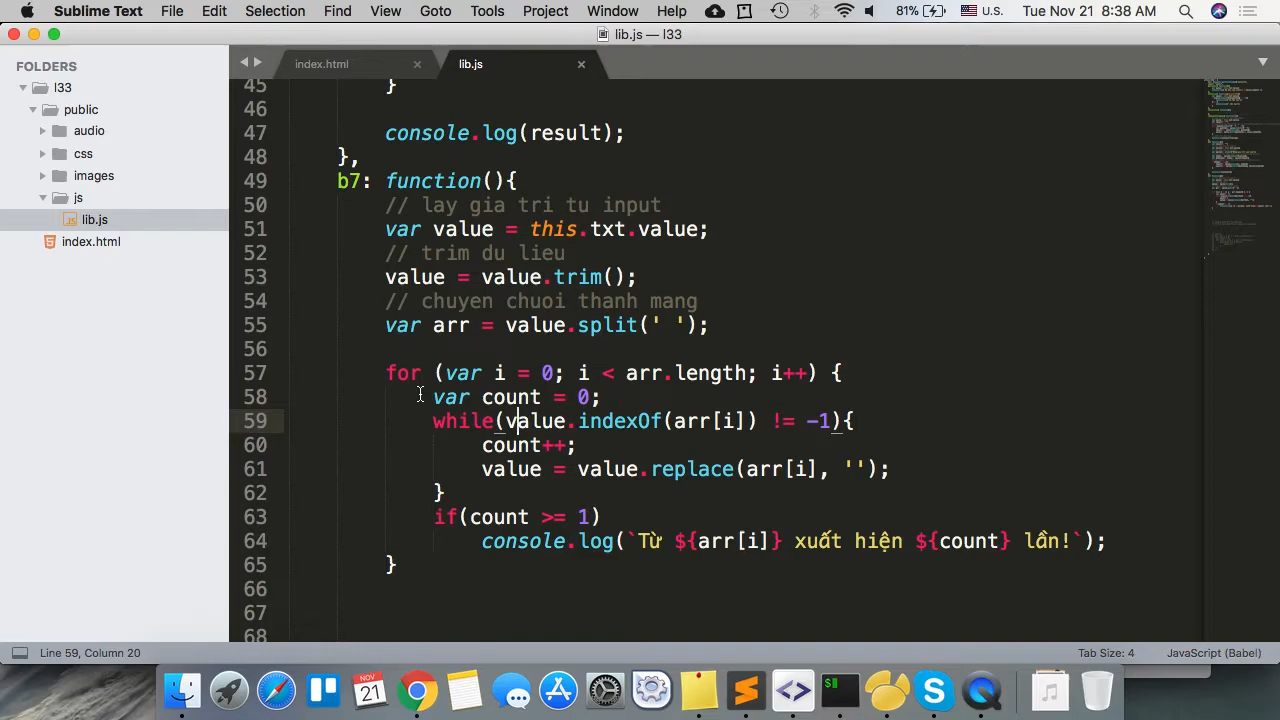 Sublime Text File Edit Selection Find View Goto Tools Project Window Help 81% U.S. Tue Nov 21 8:38 AM
lib.js — l33
FOLDERS
l33
public
audio
css
images
js
lib.js
index.html
index.html lib.js
45 }
46
47 console.log(result);
48 },
49 b7: function(){
50 // lay gia tri tu input
51 var value = this.txt.value;
52 // trim du lieu
53 value = value.trim();
54 // chuyen chuoi thanh mang
55 var arr = value.split(' ');
56
57 for (var i = 0; i < arr.length; i++) {
58 var count = 0;
59 while(value.indexOf(arr[i]) != -1){
60 count++;
61 value = value.replace(arr[i], '');
62 }
63 if(count >= 1)
64 console.log(`Từ ${arr[i]} xuất hiện ${count} lần!`);
65 }
66
67
68
Line 59, Column 20 Tab Size: 4 JavaScript (Babel)
NOV
21